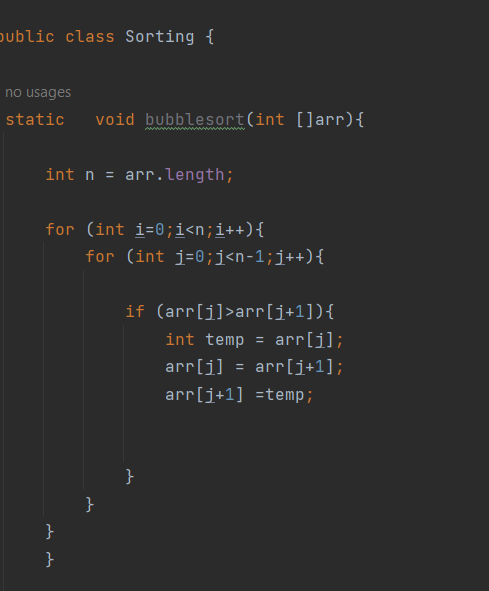 public class Sorting {
no usages
static   void bubblesort(int []arr){
int n = arr.length;
for (int i=0;i<n;i++){
for (int j=0;j<n-1;j++){
if (arr[j]>arr[j+1]){
int temp = arr[j];
arr[j] = arr[j+1];
arr[j+1] =temp;
}
}
}
}